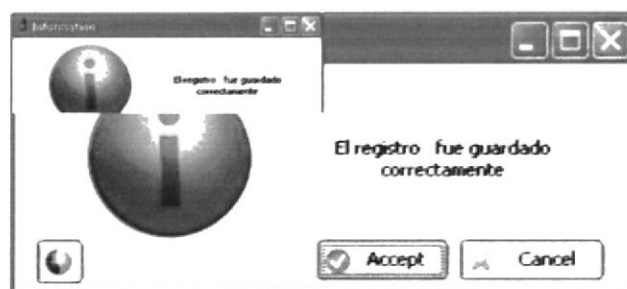 Information
El registro fue guardado
correctamente
El registro fue guardado
correctamente
Accept
Cancel